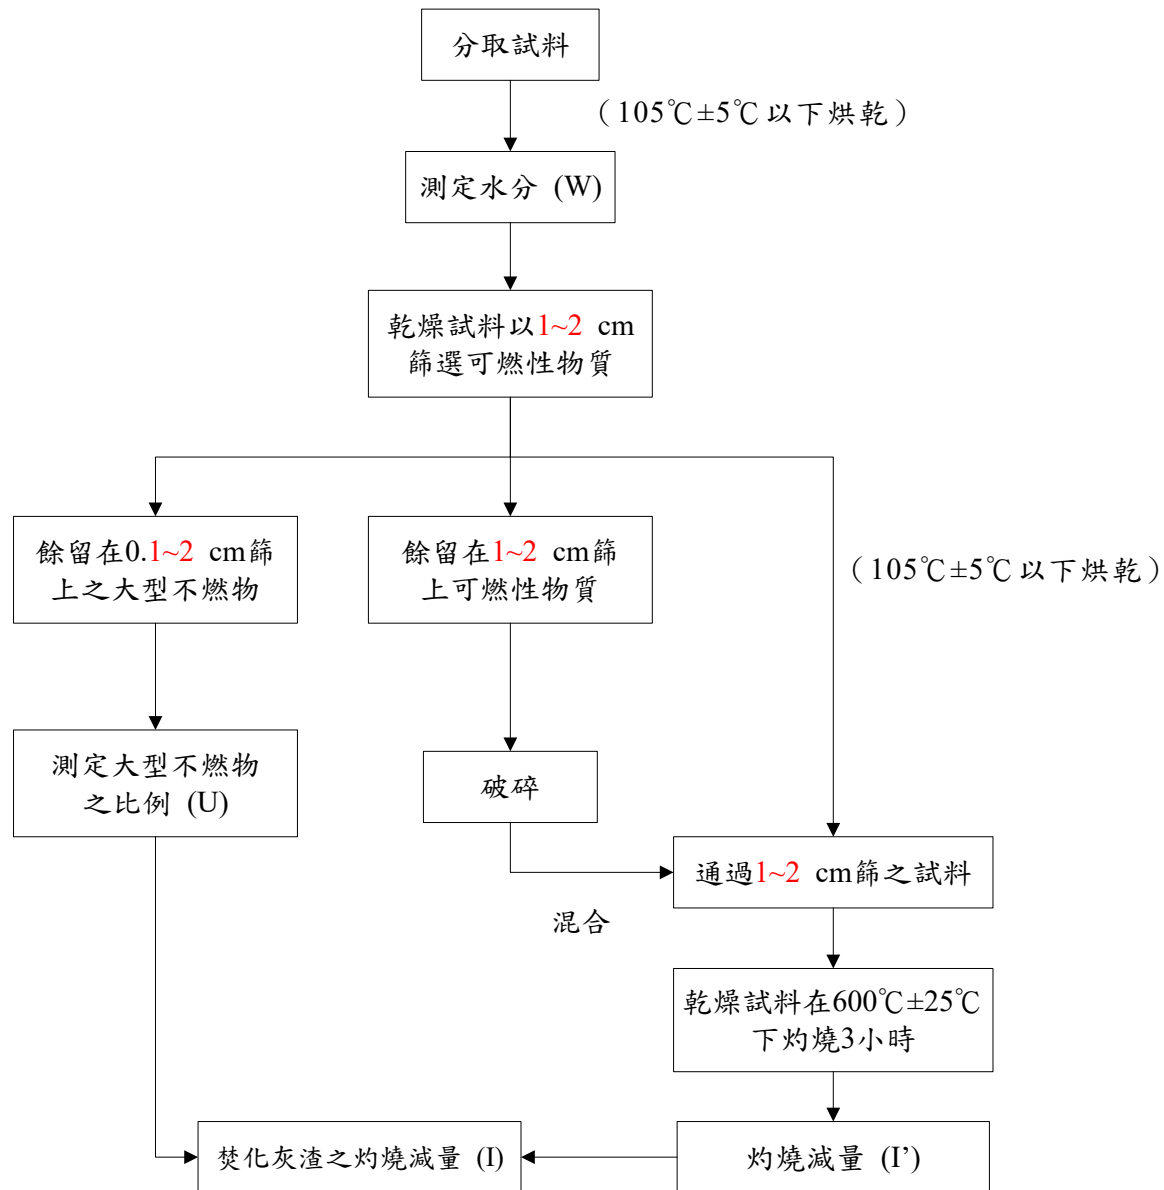 分取試料
（105℃±5℃以下烘乾）
測定水分 (W)
乾燥試料以1~2 cm
篩選可燃性物質
餘留在0.1~2 cm篩
上之大型不燃物
餘留在1~2 cm篩
上可燃性物質
（105℃±5℃以下烘乾）
測定大型不燃物
之比例 (U)
破碎
通過1~2 cm篩之試料
混合
乾燥試料在600℃±25℃
下灼燒3小時
焚化灰渣之灼燒減量 (I)
灼燒減量 (I’)